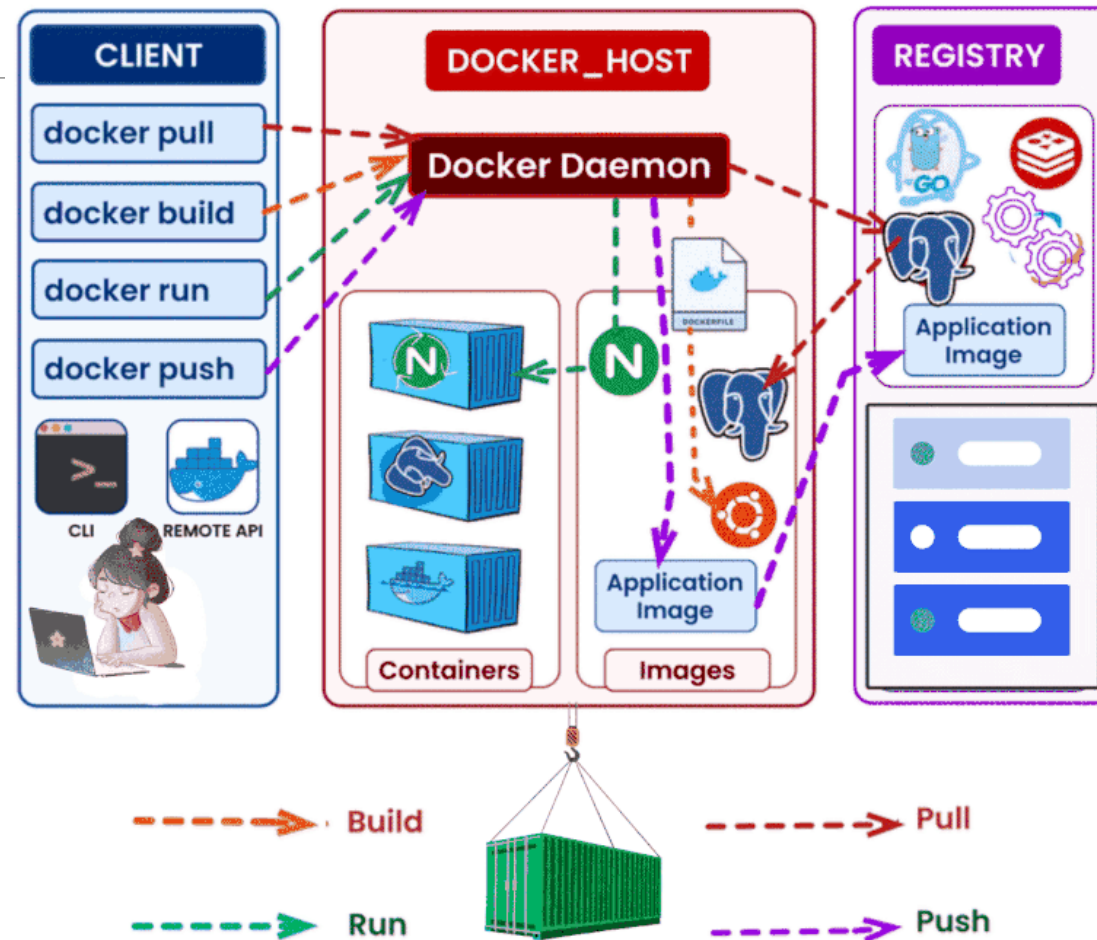 CLIENT
docker pull
docker build
docker run
docker push
>_
CLI
REMOTE API
DOCKER_HOST
Docker Daemon
DOCKERFILE
N
N
Application
Image
Containers
Images
REGISTRY
GO
Application
Image
Build
Pull
Run
Push